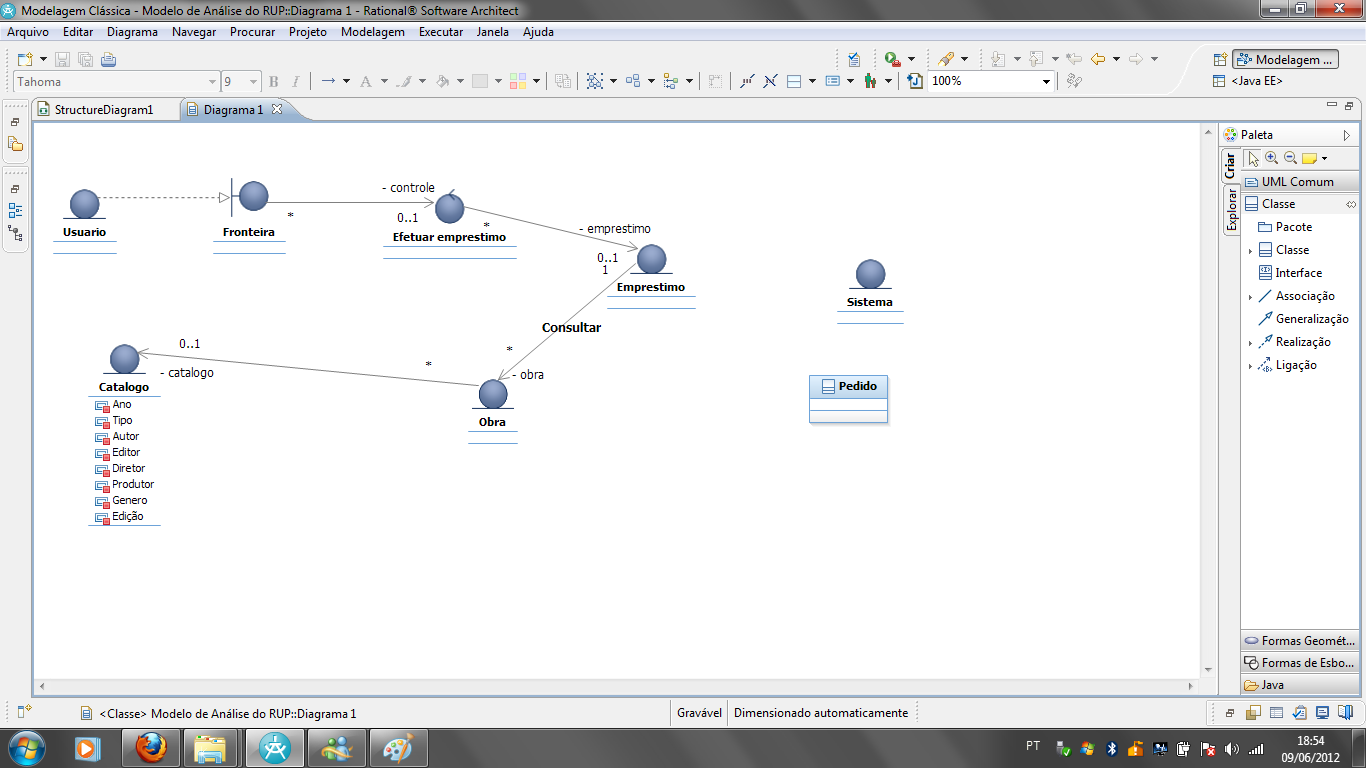 Modelagem Clássica - Modelo de Análise do RUP::Diagrama 1 - Rational® Software Architect
Arquivo Editar Diagrama Navegar Procurar Projeto Modelagem Executar Janela Ajuda
Modelagem ...
Tahoma 9 B I A 100% <Java EE>
StructureDiagram1 Diagrama 1
Paleta
Criar
Explorar
UML Comum
Classe
Pacote
Classe
Interface
Associação
Generalização
Realização
Ligação
Formas Geomét...
Formas de Esbo...
Java
- controle
*
0..1
*
Usuario
Fronteira
Efetuar emprestimo
- emprestimo
0..1
1
Emprestimo
Sistema
Consultar
0..1
*
*
- catalogo
- obra
Catalogo
Pedido
Obra
Ano
Tipo
Autor
Editor
Diretor
Produtor
Genero
Edição
<Classe> Modelo de Análise do RUP::Diagrama 1
Gravável
Dimensionado automaticamente
PT
18:54
09/06/2012